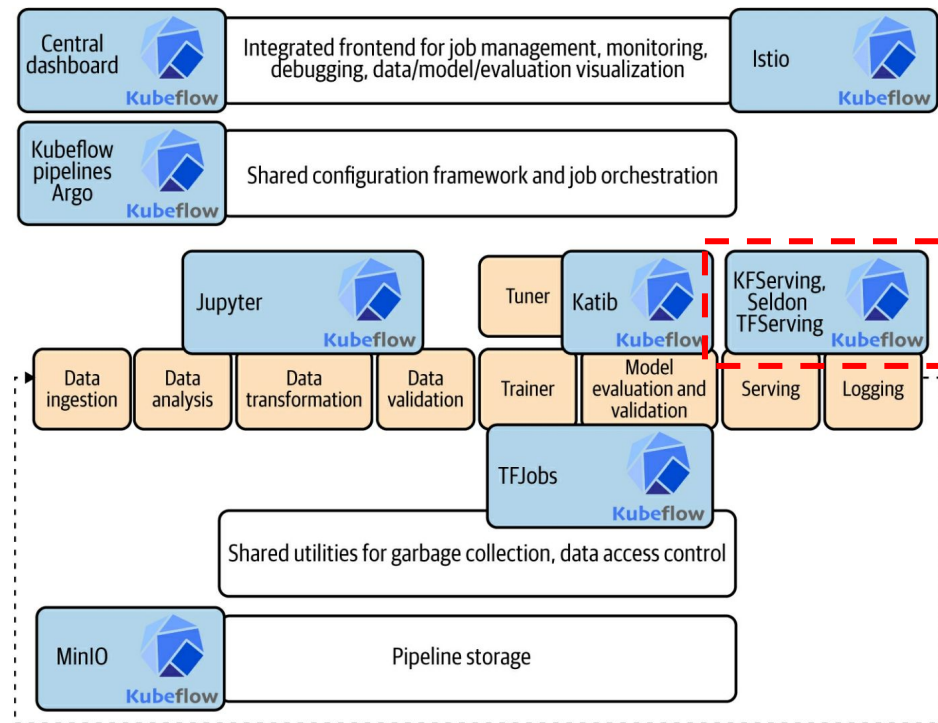 Central
dashboard
Kubeflow
Integrated frontend for job management, monitoring,
debugging, data/model/evaluation visualization
Istio
Kubeflow
Kubeflow
pipelines
Argo
Kubeflow
Shared configuration framework and job orchestration
Jupyter
Kubeflow
Tuner
Katib
Kubeflow
KFServing,
Seldon
TFServing
Kubeflow
Data
ingestion
Data
analysis
Data
transformation
Data
validation
Trainer
Model
evaluation and
validation
Serving
Logging
TFJobs
Kubeflow
Shared utilities for garbage collection, data access control
MinIO
Kubeflow
Pipeline storage